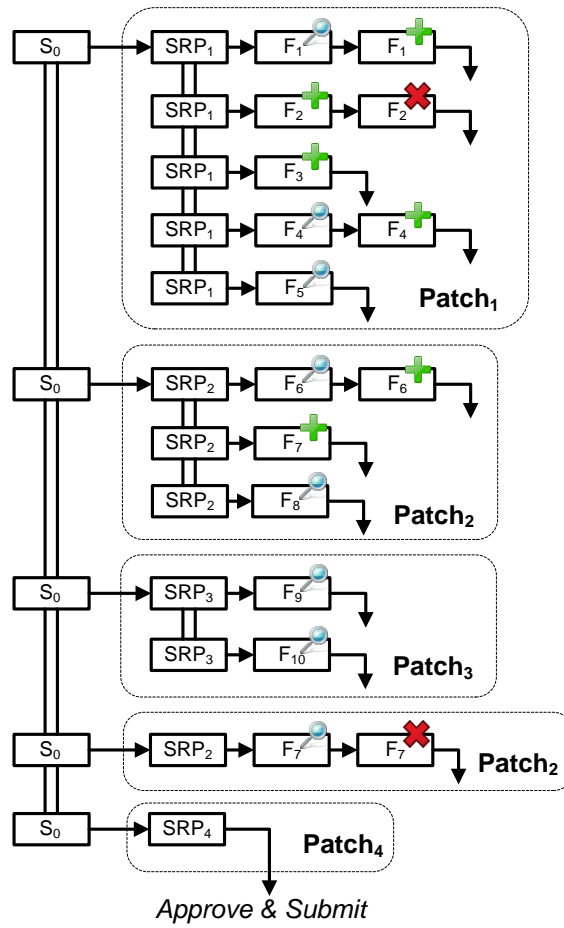 S₀ SRP₁ F₁ F₁
SRP₁ F₂ F₂
SRP₁ F₃
SRP₁ F₄ F₄
SRP₁ F₅
Patch₁
S₀ SRP₂ F₆ F₆
SRP₂ F₇
SRP₂ F₈
Patch₂
S₀ SRP₃ F₉
SRP₃ F₁₀
Patch₃
S₀ SRP₂ F₇ F₇
Patch₂
S₀ SRP₄
Patch₄
Approve & Submit